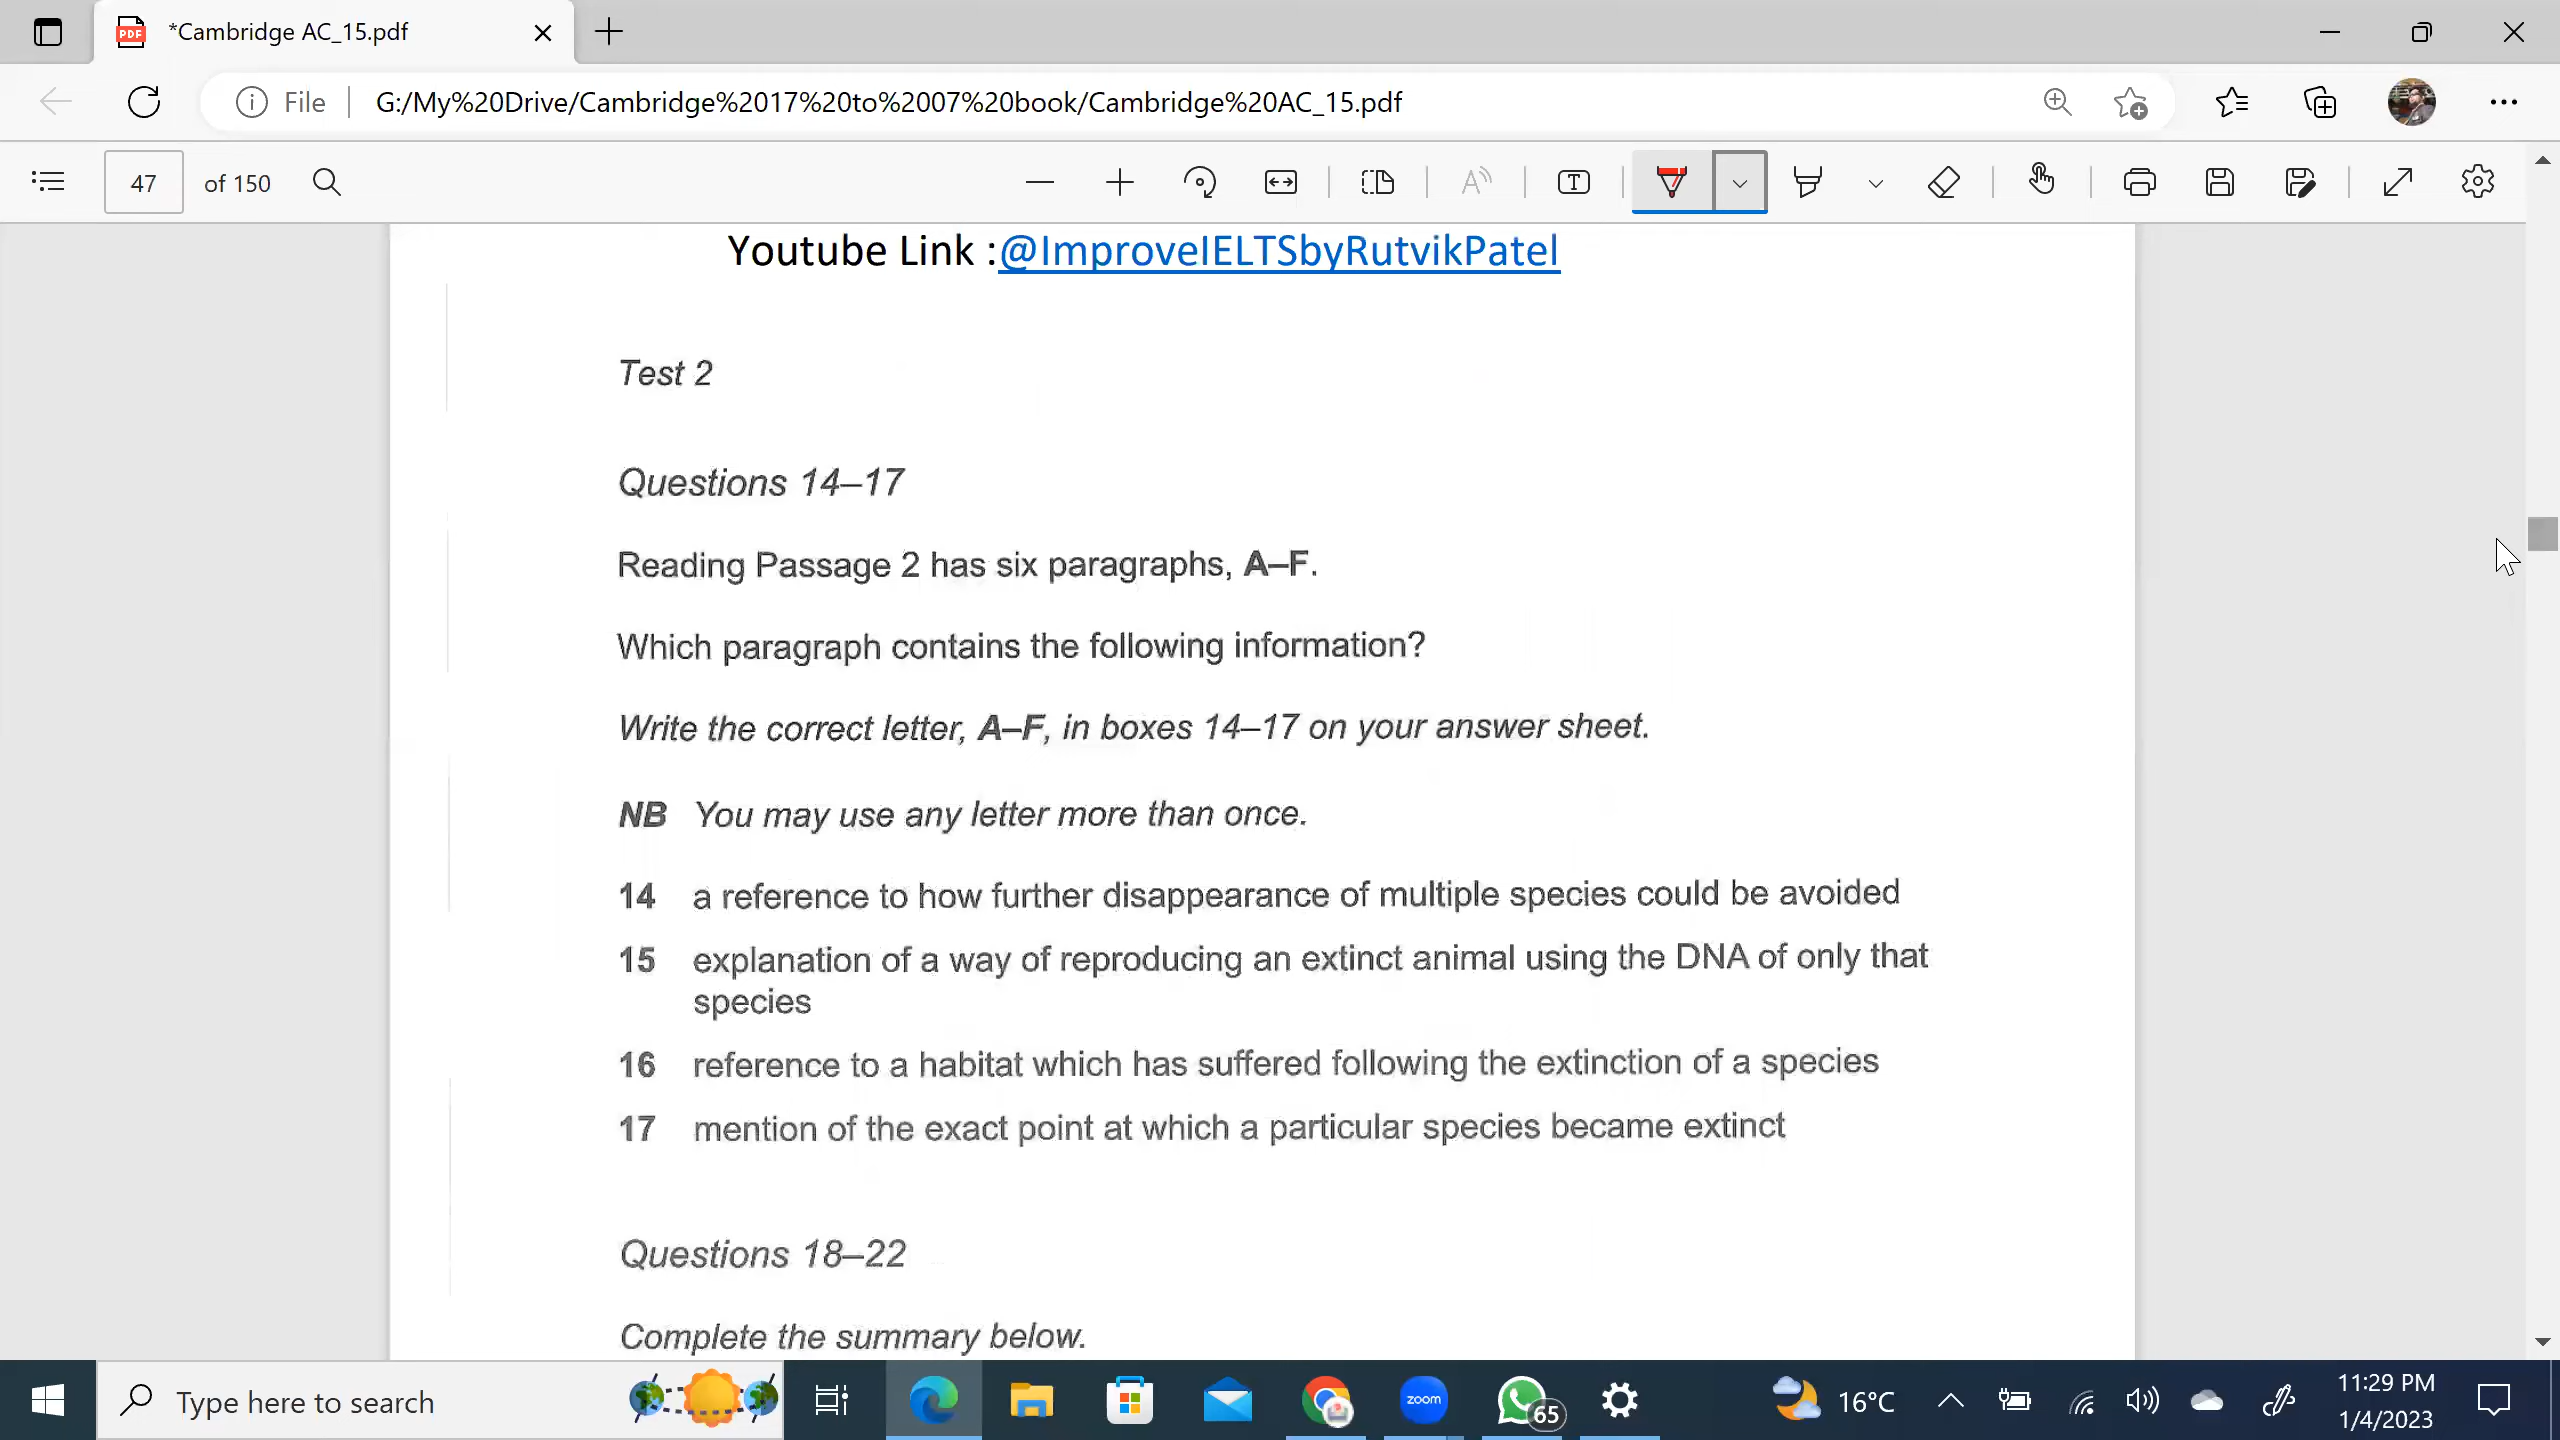 *Cambridge AC_15.pdf
File
G:/My%20Drive/Cambridge%2017%20to%2007%20book/Cambridge%20AC_15.pdf
47 of 150
Youtube Link :@ImproveIELTSbyRutvikPatel
Test 2
Questions 14–17
Reading Passage 2 has six paragraphs, A–F.
Which paragraph contains the following information?
Write the correct letter, A–F, in boxes 14–17 on your answer sheet.
NB You may use any letter more than once.
14 a reference to how further disappearance of multiple species could be avoided
15 explanation of a way of reproducing an extinct animal using the DNA of only that
species
16 reference to a habitat which has suffered following the extinction of a species
17 mention of the exact point at which a particular species became extinct
Questions 18–22
Complete the summary below.
Type here to search
zoom
65
16°C
11:29 PM
1/4/2023